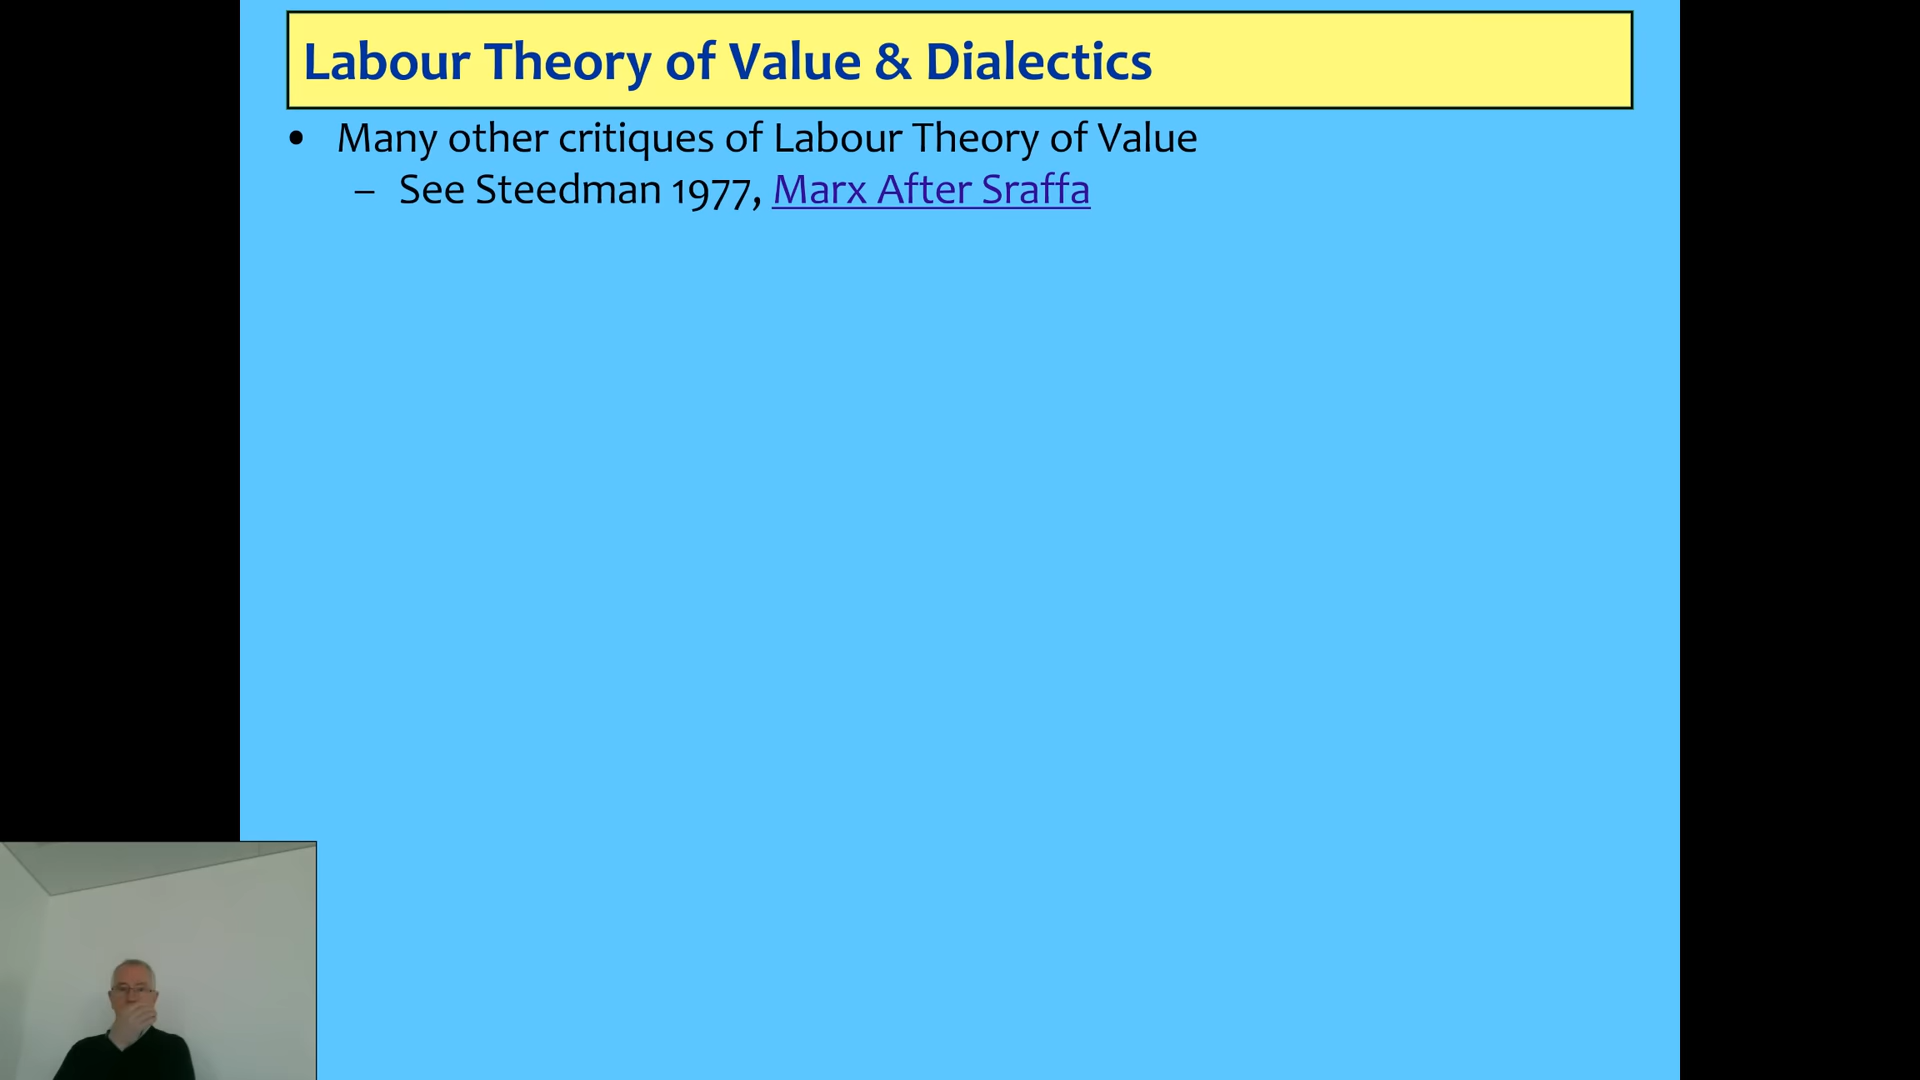 Labour Theory of Value & Dialectics
• Many other critiques of Labour Theory of Value
– See Steedman 1977, Marx After Sraffa